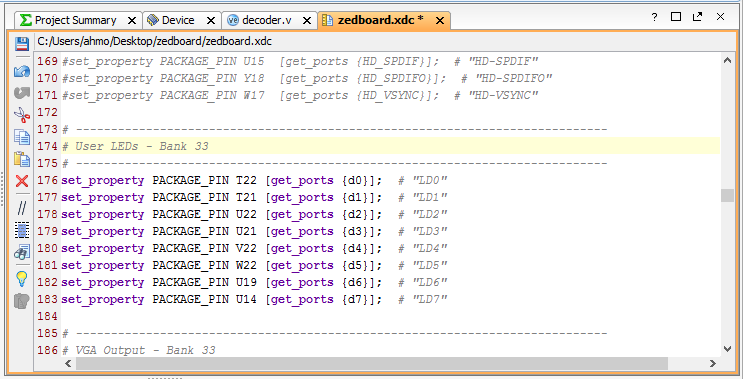 Project Summary Device decoder.v zedboard.xdc *
C:/Users/ahmo/Desktop/zedboard/zedboard.xdc
169 #set_property PACKAGE_PIN U15  [get_ports {HD_SPDIF}];  # "HD-SPDIF"
170 #set_property PACKAGE_PIN Y18  [get_ports {HD_SPDIFO}];  # "HD-SPDIFO"
171 #set_property PACKAGE_PIN W17  [get_ports {HD_VSYNC}];  # "HD-VSYNC"
172
173 # ----------------------------------------------------------------------
174 # User LEDs - Bank 33
175 # ----------------------------------------------------------------------
176 set_property PACKAGE_PIN T22 [get_ports {d0}];  # "LD0"
177 set_property PACKAGE_PIN T21 [get_ports {d1}];  # "LD1"
178 set_property PACKAGE_PIN U22 [get_ports {d2}];  # "LD2"
179 set_property PACKAGE_PIN U21 [get_ports {d3}];  # "LD3"
180 set_property PACKAGE_PIN V22 [get_ports {d4}];  # "LD4"
181 set_property PACKAGE_PIN W22 [get_ports {d5}];  # "LD5"
182 set_property PACKAGE_PIN U19 [get_ports {d6}];  # "LD6"
183 set_property PACKAGE_PIN U14 [get_ports {d7}];  # "LD7"
184
185 # ----------------------------------------------------------------------
186 # VGA Output - Bank 33